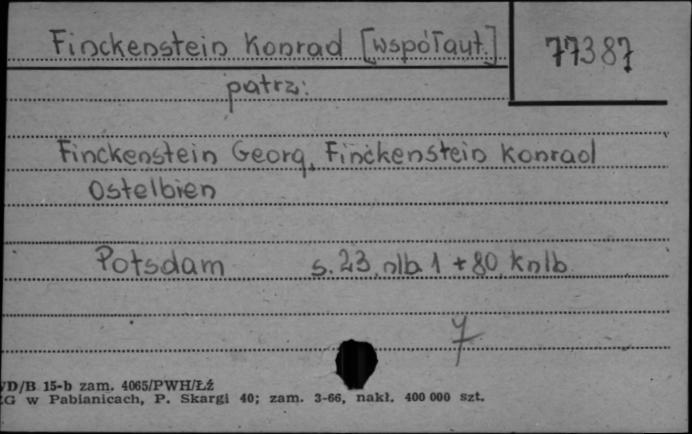 Finckenstein Konrad [współaut.]
77387
patrz:
Finckenstein Georg, Finckenstein Konrad
Ostelbien
Potsdam s. 23, nlb. 1 + 80 knlb.
7
D/B 15-b zam. 4065/PWH/Łź
G w Pabianicach, P. Skargi 40; zam. 3-66, nakł. 400 000 szt.